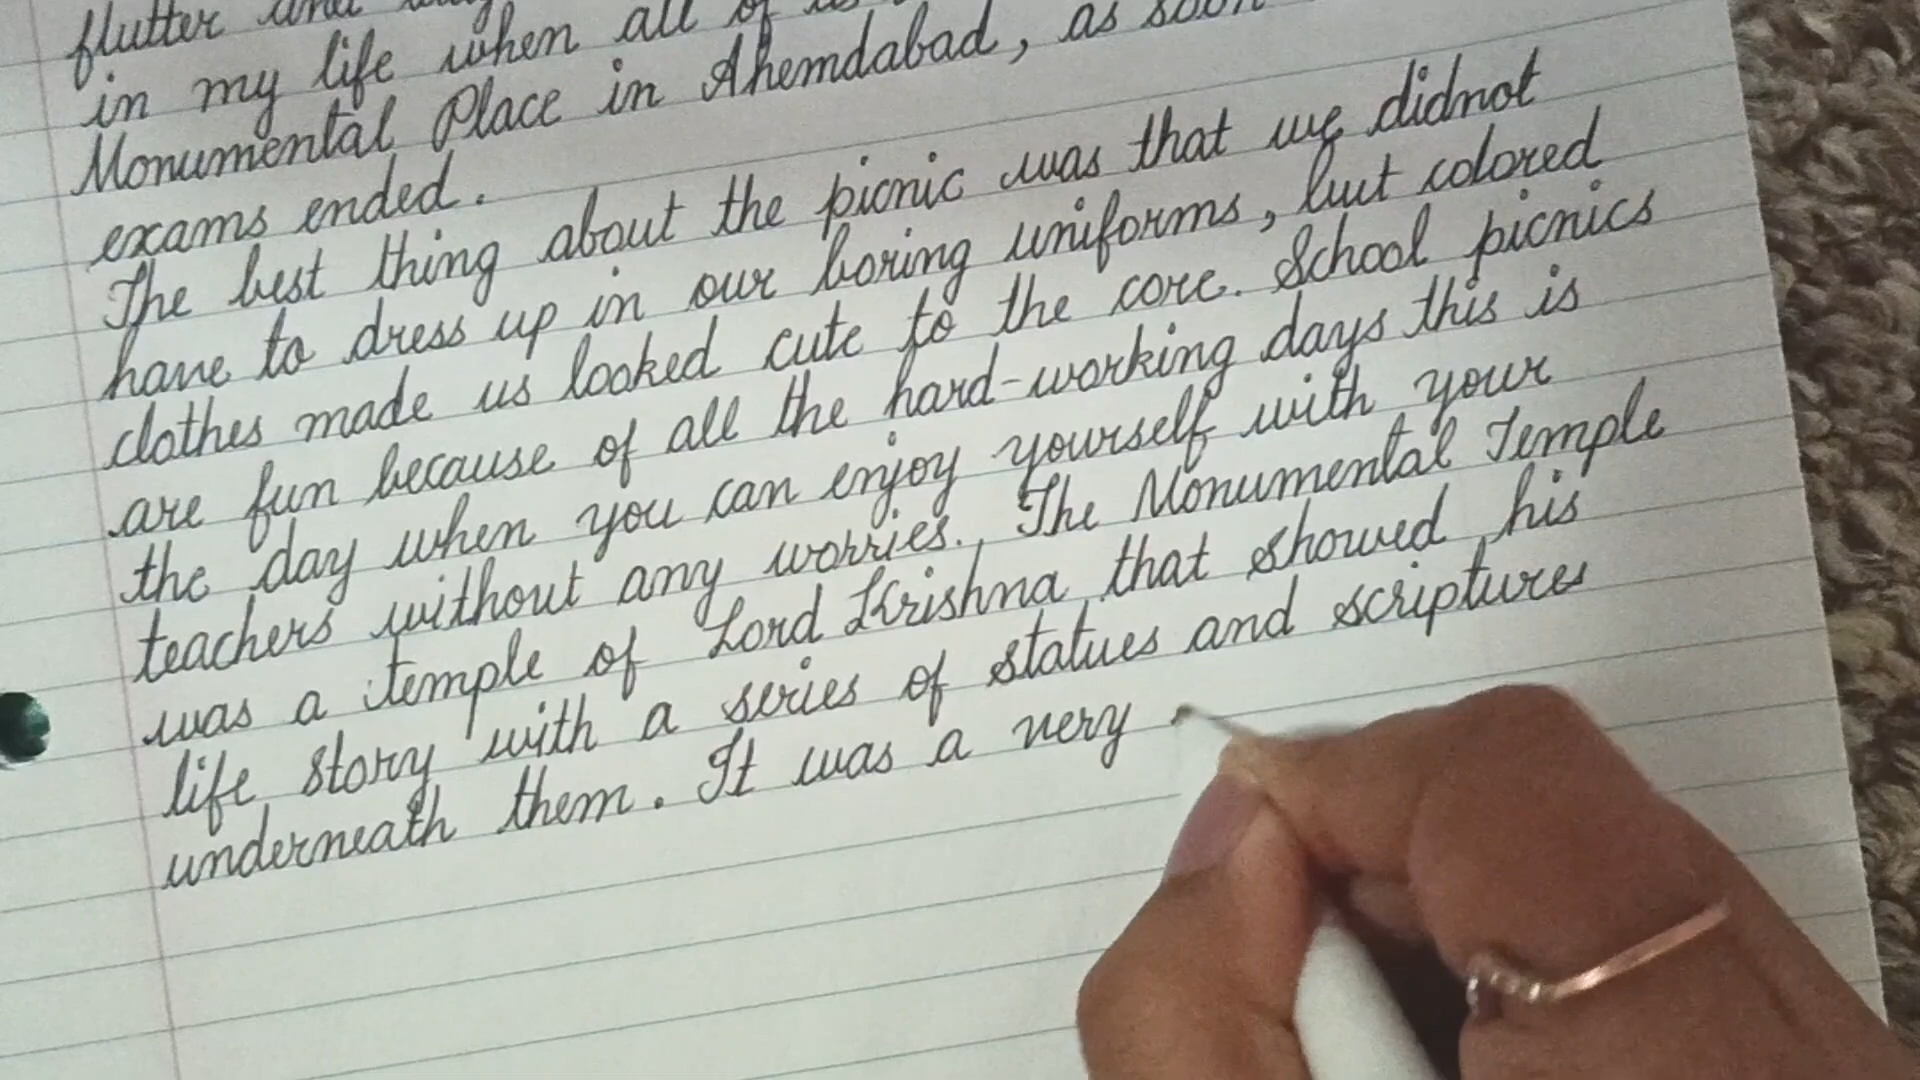 flutter and
in my life when all of us
Monumental Place in Ahemdabad, as soon
exams ended.
The best thing about the picnic was that we didnot
have to dress up in our boring uniforms, but colored
clothes made us looked cute to the core. School picnics
are fun because of all the hard-working days this is
the day when you can enjoy yourself with your
teachers without any worries. The Monumental Temple
was a temple of Lord Krishna that showed his
life story with a series of statues and scriptures
underneath them. It was a very